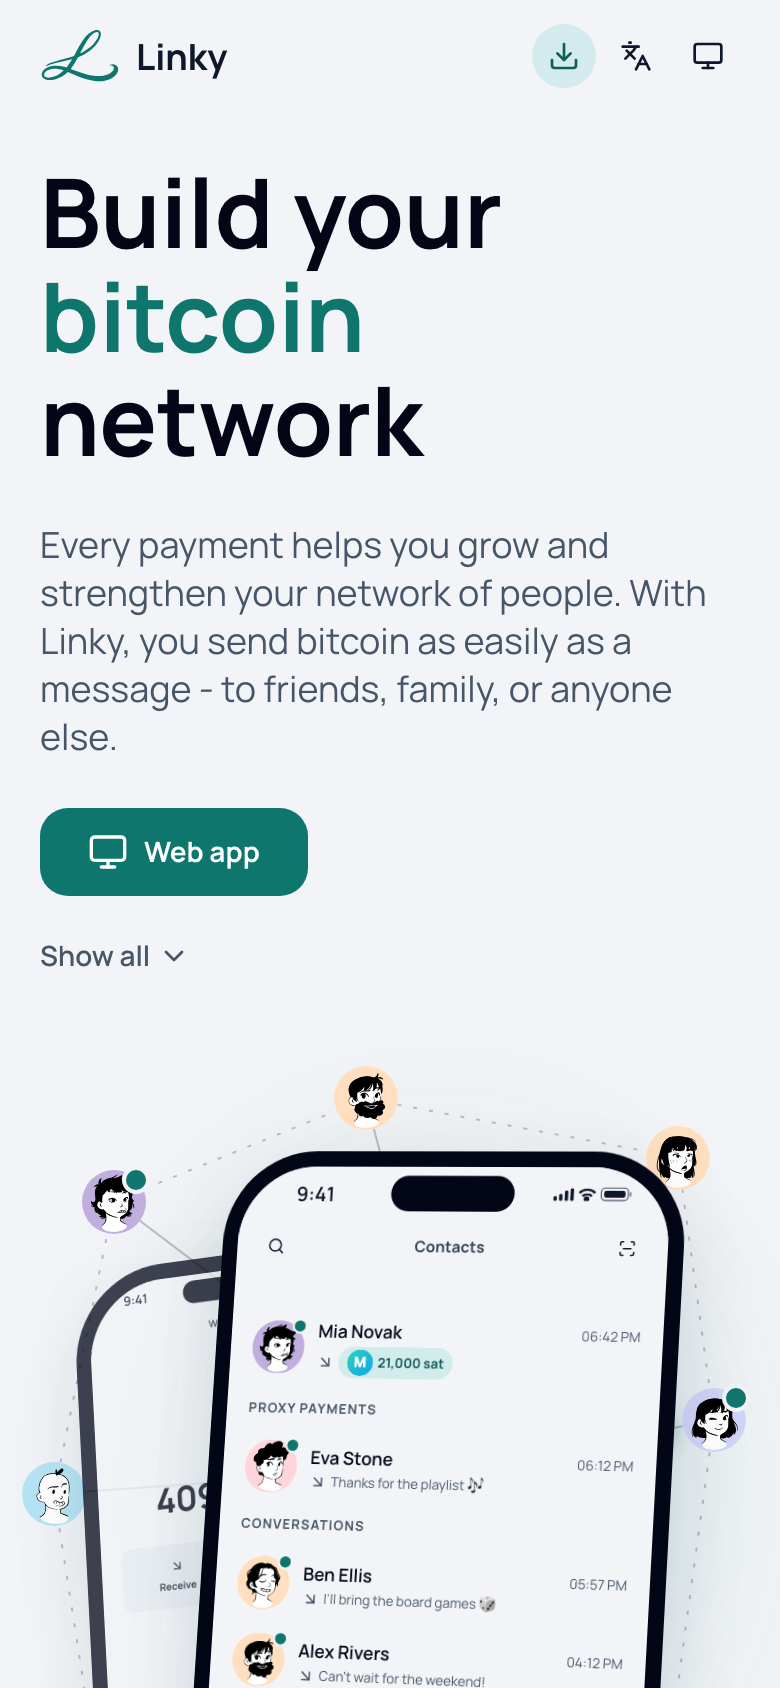 Linky
Build your
bitcoin
network
Every payment helps you grow and
strengthen your network of people. With
Linky, you send bitcoin as easily as a
message - to friends, family, or anyone
else.
Web app
Show all
9:41
Contacts
Mia Novak
06:42 PM
M 21,000 sat
PROXY PAYMENTS
Eva Stone
06:12 PM
Thanks for the playlist 🎶
CONVERSATIONS
Ben Ellis
05:57 PM
I'll bring the board games 🎲
Alex Rivers
04:12 PM
Can't wait for the weekend!
9:41
409
Receive